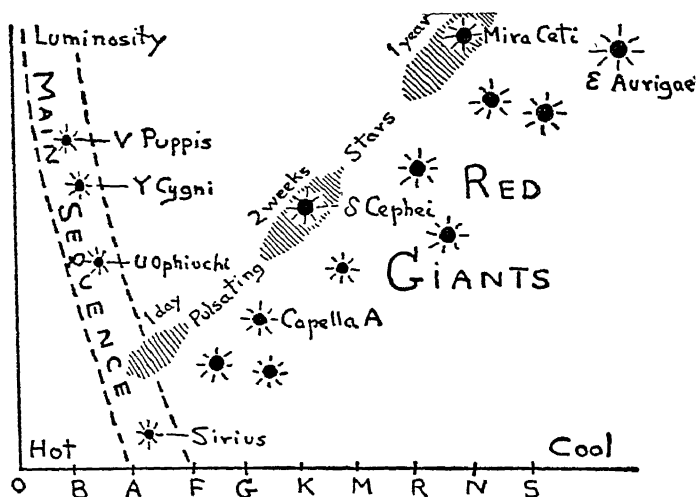 Luminosity
1 year
Mira Ceti
ε Aurigae
MAIN SEQUENCE
V Puppis
Stars
Y Cygni
2 weeks
RED
δ Cephei
U Ophiuchi
GIANTS
Pulsating
1 day
Capella A
Sirius
Hot
Cool
O B A F G K M R N S